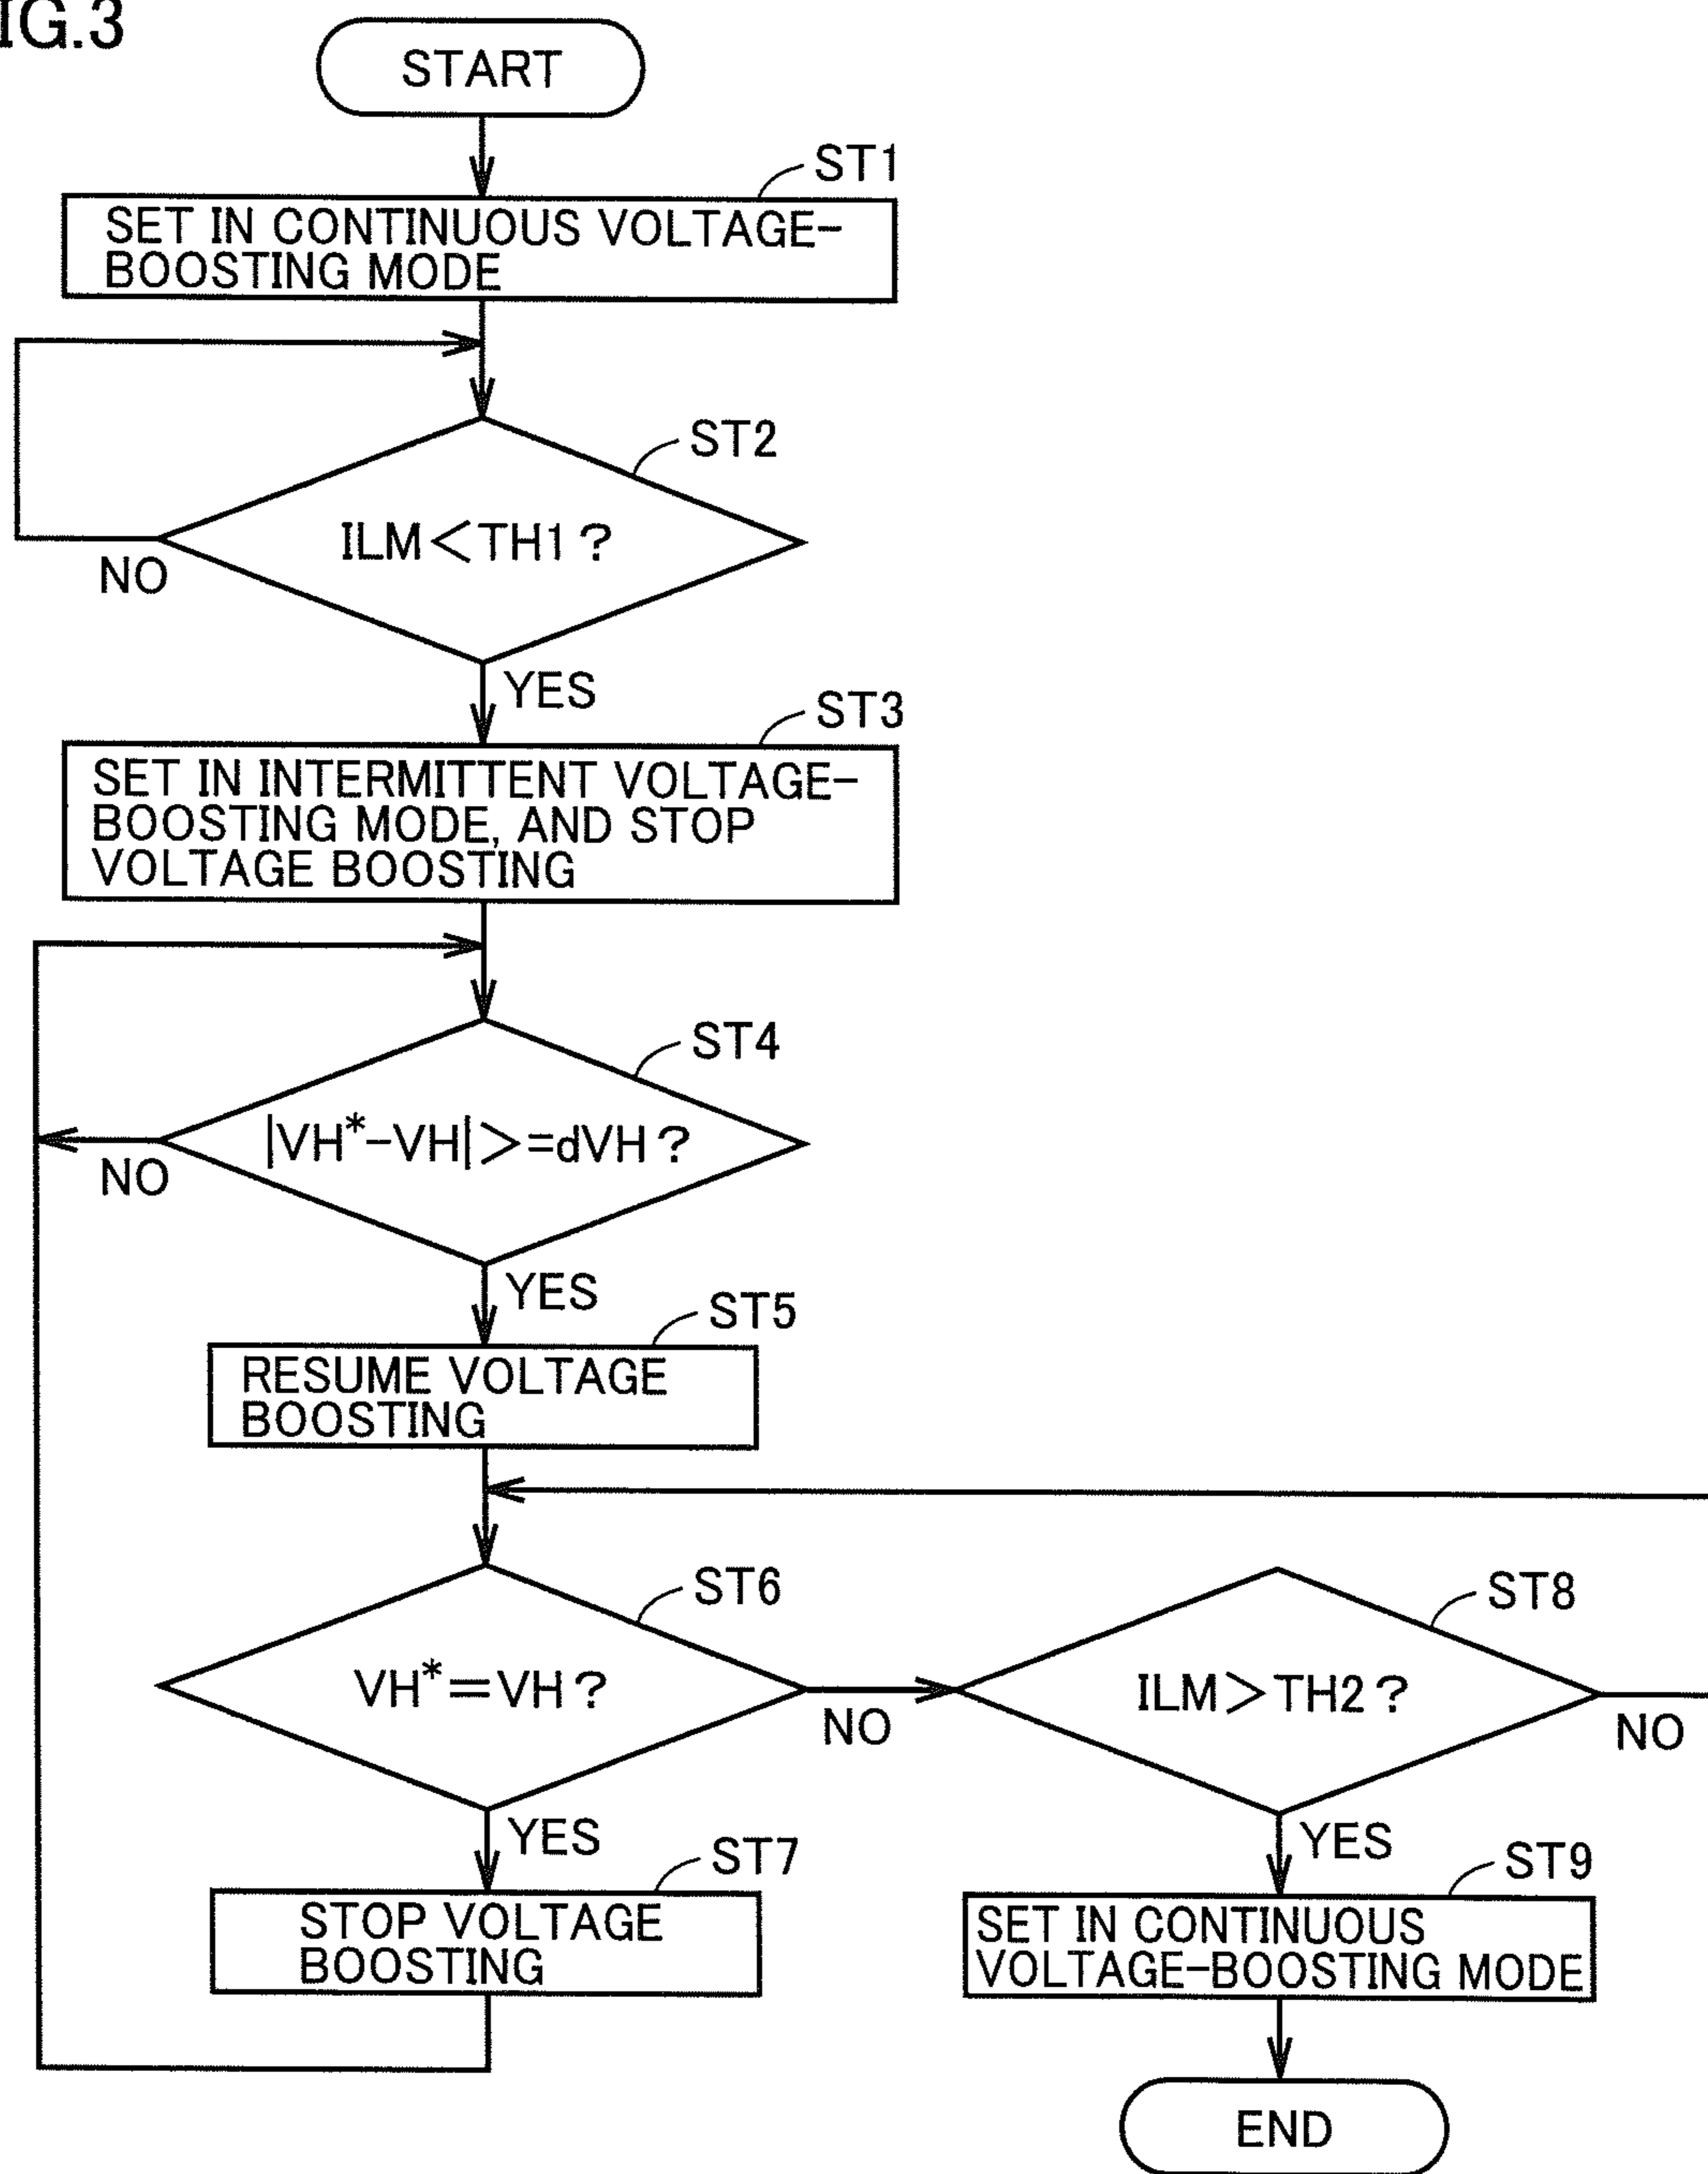 IG.3
START
ST1
SET IN CONTINUOUS VOLTAGE-
BOOSTING MODE
ST2
ILM<TH1?
NO
YES
ST3
SET IN INTERMITTENT VOLTAGE-
BOOSTING MODE, AND STOP
VOLTAGE BOOSTING
ST4
|VH*-VH|>=dVH?
NO
YES
ST5
RESUME VOLTAGE
BOOSTING
ST6
VH*=VH?
NO
YES
ST8
ILM>TH2?
NO
YES
ST7
STOP VOLTAGE
BOOSTING
ST9
SET IN CONTINUOUS
VOLTAGE-BOOSTING MODE
END